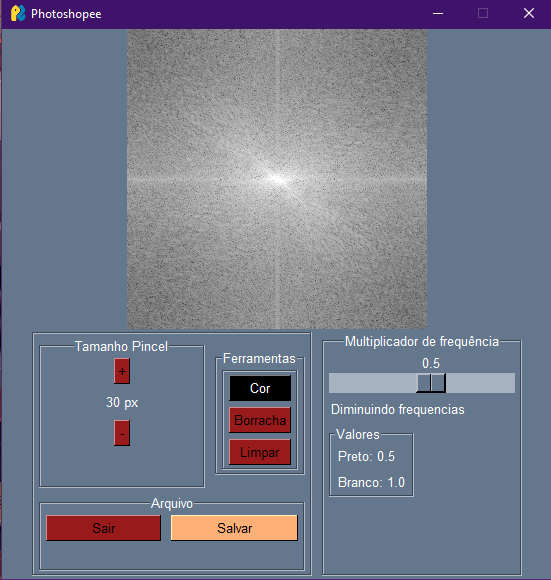 Photoshopee
Tamanho Pincel
+
30 px
-
Ferramentas
Cor
Borracha
Limpar
Arquivo
Sair
Salvar
Multiplicador de frequência
0.5
Diminuindo frequencias
Valores
Preto: 0.5
Branco: 1.0